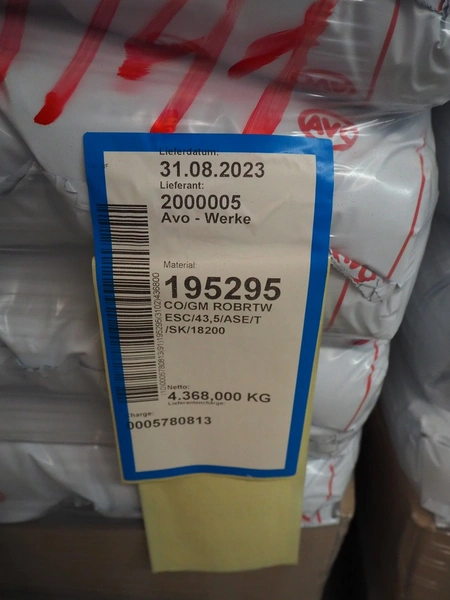 AVO
Lieferdatum:
31.08.2023
Lieferant:
2000005
Avo - Werke
Material:
195295
CO/GM ROBRTW
ESC/43,5/ASE/T
/SK/18200
Netto:
4.368,000 KG
Lieferantencharge:
Charge:
0005780813